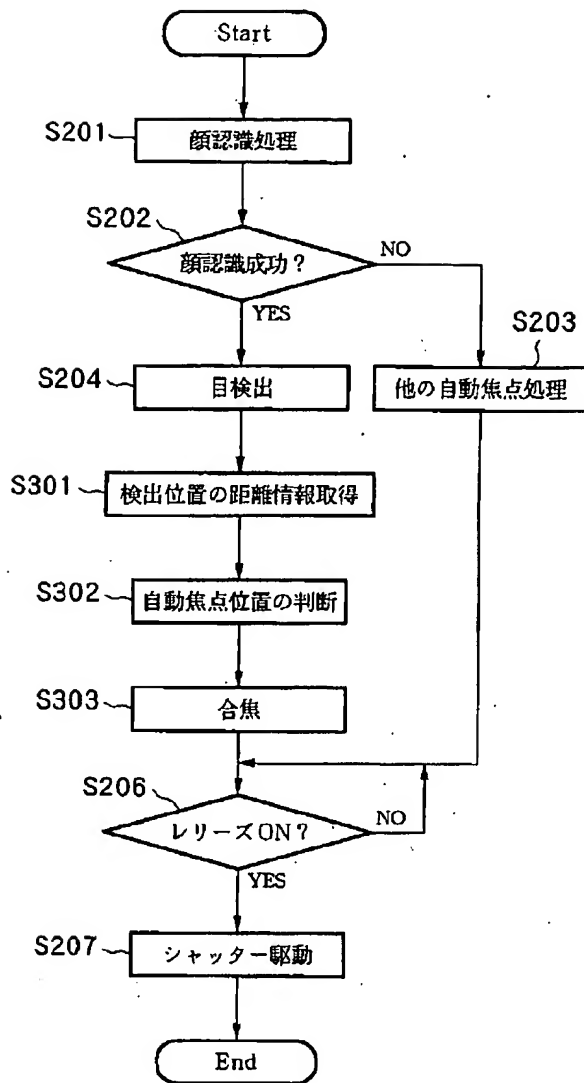 Start
S201
顔認識処理
S202
顔認識成功？
NO
YES
S203
S204
目検出
他の自動焦点処理
S301
検出位置の距離情報取得
S302
自動焦点位置の判断
S303
合焦
S206
レリーズON？
NO
YES
S207
シャッター駆動
End